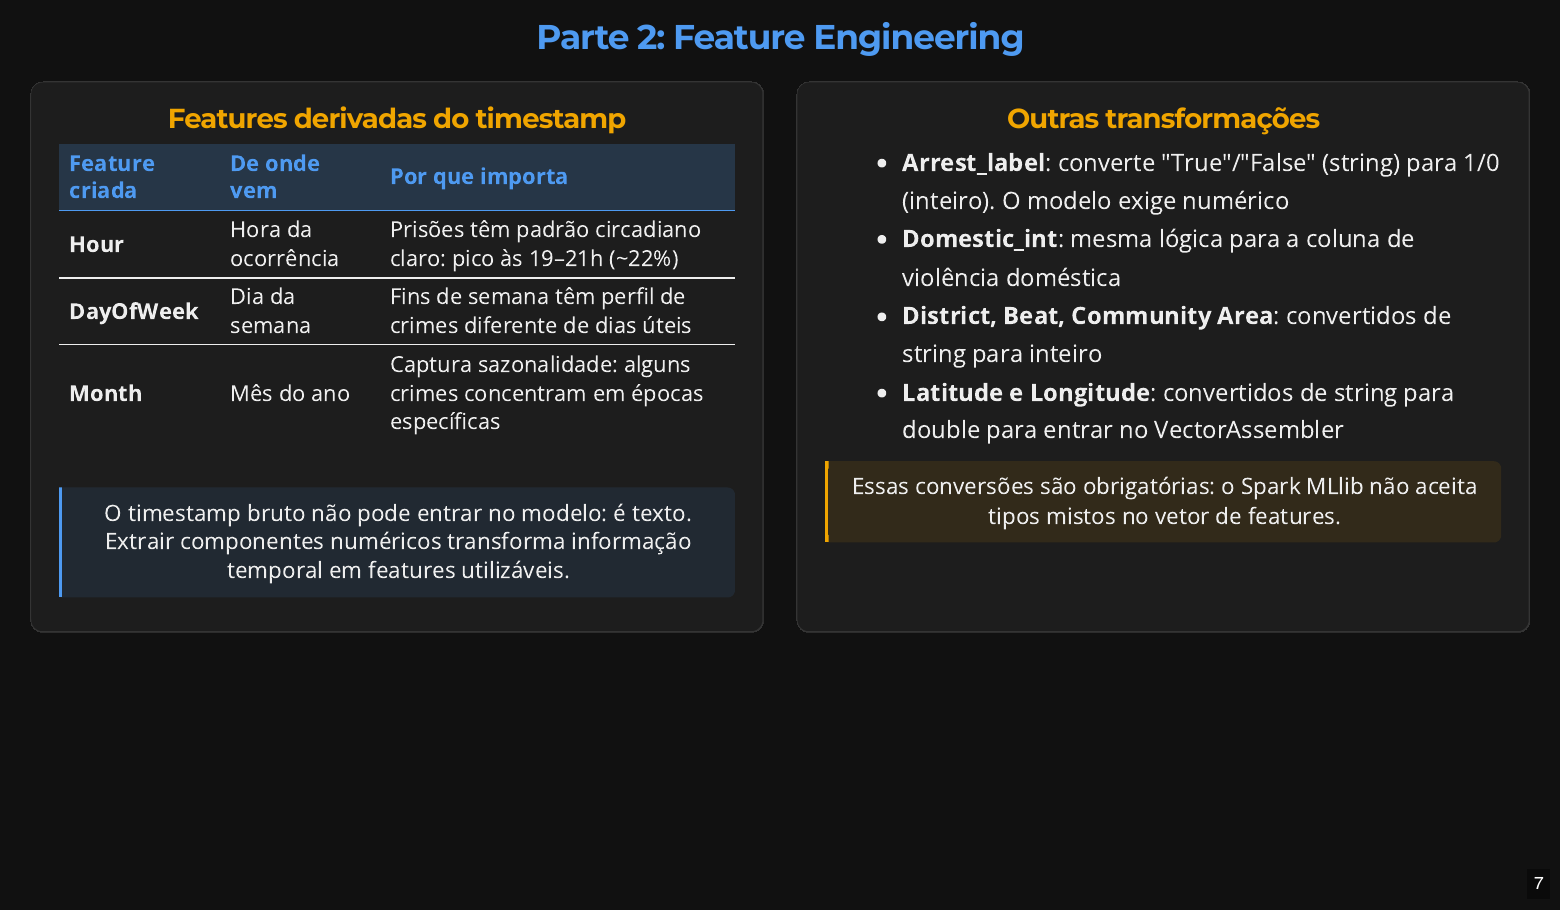 Parte 2: Feature Engineering
Features derivadas do timestamp
Feature criada
De onde vem
Por que importa
Hour
Hora da ocorrência
Prisões têm padrão circadiano
claro: pico às 19–21h (~22%)
DayOfWeek
Dia da semana
Fins de semana têm perfil de
crimes diferente de dias úteis
Month
Mês do ano
Captura sazonalidade: alguns
crimes concentram em épocas
específicas
O timestamp bruto não pode entrar no modelo: é texto.
Extrair componentes numéricos transforma informação
temporal em features utilizáveis.
Outras transformações
• Arrest_label: converte "True"/"False" (string) para 1/0
(inteiro). O modelo exige numérico
• Domestic_int: mesma lógica para a coluna de
violência doméstica
• District, Beat, Community Area: convertidos de
string para inteiro
• Latitude e Longitude: convertidos de string para
double para entrar no VectorAssembler
Essas conversões são obrigatórias: o Spark MLlib não aceita
tipos mistos no vetor de features.
7